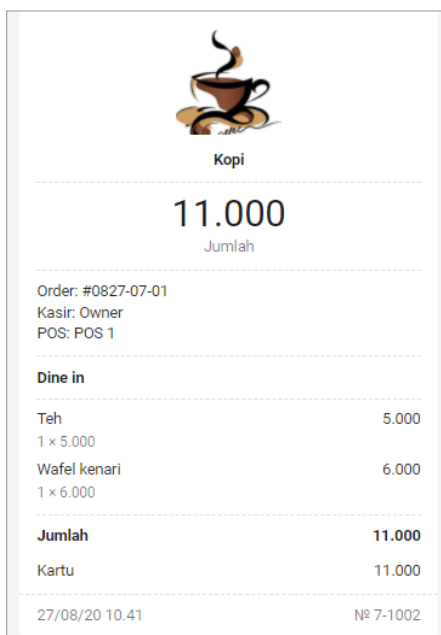 Kopi
11.000
Jumlah
Order: #0827-07-01
Kasir: Owner
POS: POS 1
Dine in
Teh 5.000
1 × 5.000
Wafel kenari 6.000
1 × 6.000
Jumlah 11.000
Kartu 11.000
27/08/20 10.41 № 7-1002